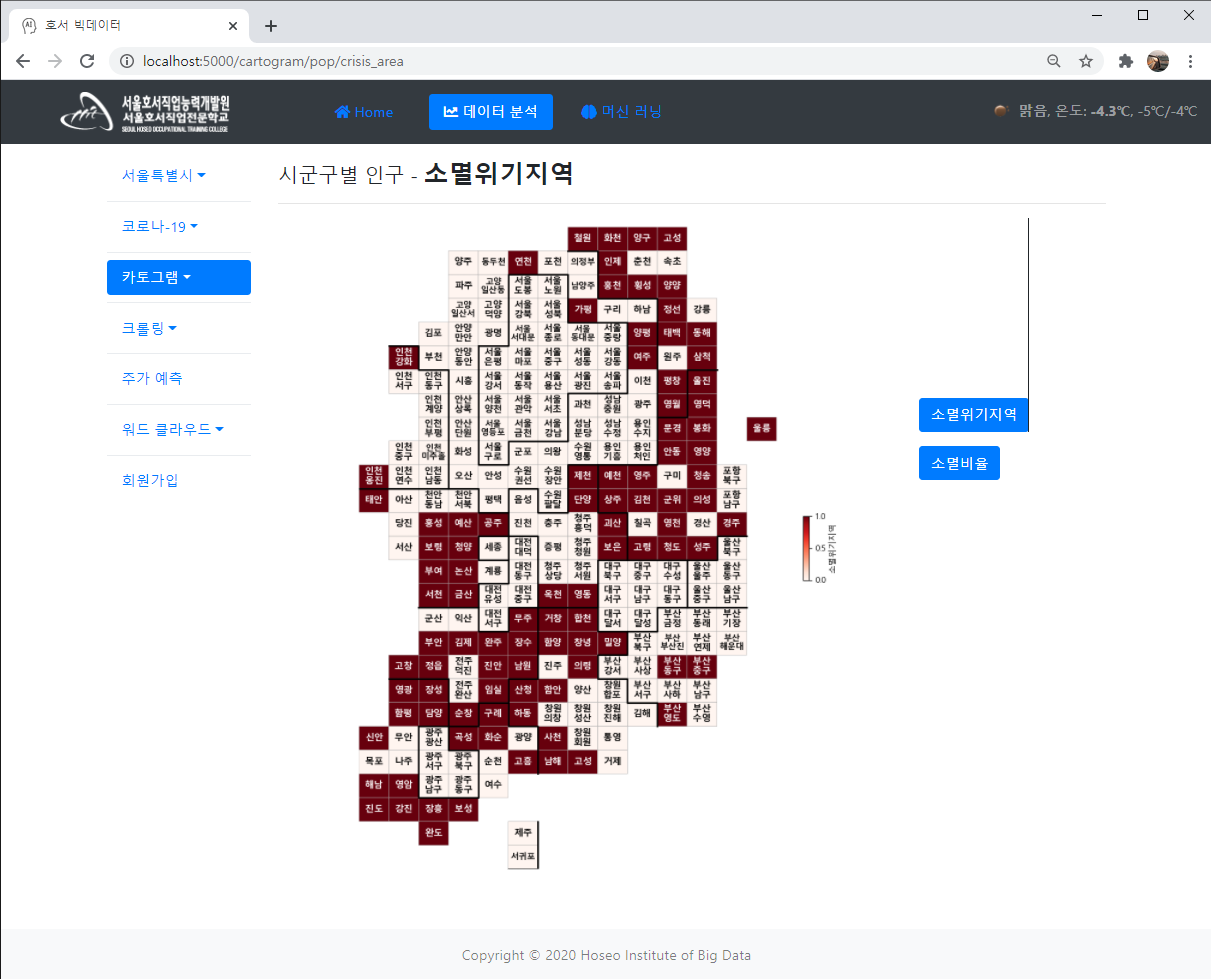 호서 빅데이터
localhost:5000/cartogram/pop/crisis_area
서울호서직업능력개발원
서울호서직업전문학교
SEOUL HOSEO OCCUPATIONAL TRAINING COLLEGE
Home 데이터 분석 머신 러닝 맑음, 온도: -4.3℃, -5℃/-4℃
서울특별시
코로나-19
카토그램
크롤링
주가 예측
워드 클라우드
회원가입
시군구별 인구 - 소멸위기지역
철원 화천 양구 고성
양주 동두천 연천 포천 의정부 인제 춘천 속초
파주 고양 일산동 서울 도봉 서울 노원 남양주 홍천 횡성 양양
고양 일산서 고양 덕양 서울 강북 서울 성북 가평 구리 하남 정선 강릉
김포 안양 만안 광명 서울 서대문 서울 종로 서울 동대문 서울 중랑 양평 태백 동해
인천 강화 부천 안양 동안 서울 은평 서울 마포 서울 중구 서울 성동 서울 강동 여주 원주 삼척
인천 서구 인천 동구 시흥 서울 강서 서울 동작 서울 용산 서울 광진 서울 송파 이천 평창 울진
인천 계양 안산 상록 서울 양천 서울 관악 서울 서초 과천 성남 중원 광주 영월 영덕
인천 부평 안산 단원 서울 영등포 서울 금천 서울 강남 성남 분당 성남 수정 용인 수지 문경 봉화 울릉
인천 중구 인천 미추홀 화성 서울 구로 군포 의왕 수원 영통 용인 기흥 용인 처인 안동 영양
인천 옹진 인천 연수 인천 남동 오산 안성 수원 권선 수원 장안 제천 예천 영주 구미 청송 포항 북구
태안 아산 천안 동남 천안 서북 평택 음성 수원 팔달 단양 상주 김천 군위 의성 포항 남구
당진 홍성 예산 공주 진천 충주 청주 흥덕 괴산 칠곡 영천 경산 경주
서산 보령 청양 세종 대전 대덕 증평 청주 청원 보은 고령 청도 성주 울산 북구
부여 논산 계룡 대전 동구 청주 상당 청주 서원 대구 북구 대구 중구 대구 수성 울산 울주 울산 동구
서천 금산 대전 유성 대전 중구 옥천 영동 대구 서구 대구 남구 대구 동구 울산 중구 울산 남구
군산 익산 대전 서구 무주 거창 합천 대구 달서 대구 달성 부산 금정 부산 동래 부산 기장
부안 김제 완주 장수 함양 창녕 밀양 부산 북구 부산 부산진 부산 연제 부산 해운대
고창 정읍 전주 덕진 진안 남원 진주 의령 부산 강서 부산 사상 부산 동구 부산 중구
영광 장성 전주 완산 임실 산청 함안 양산 창원 합포 부산 서구 부산 사하 부산 남구
함평 담양 순창 구례 하동 창원 의창 창원 성산 창원 진해 김해 부산 영도 부산 수영
신안 무안 광주 광산 곡성 화순 광양 사천 창원 회원 통영
목포 나주 광주 서구 광주 북구 순천 고흥 남해 고성 거제
해남 영암 광주 남구 광주 동구 여수
진도 강진 장흥 보성
완도 제주
서귀포
1.0
0.5
0.0
소멸위기지역
소멸위기지역
소멸비율
Copyright © 2020 Hoseo Institute of Big Data